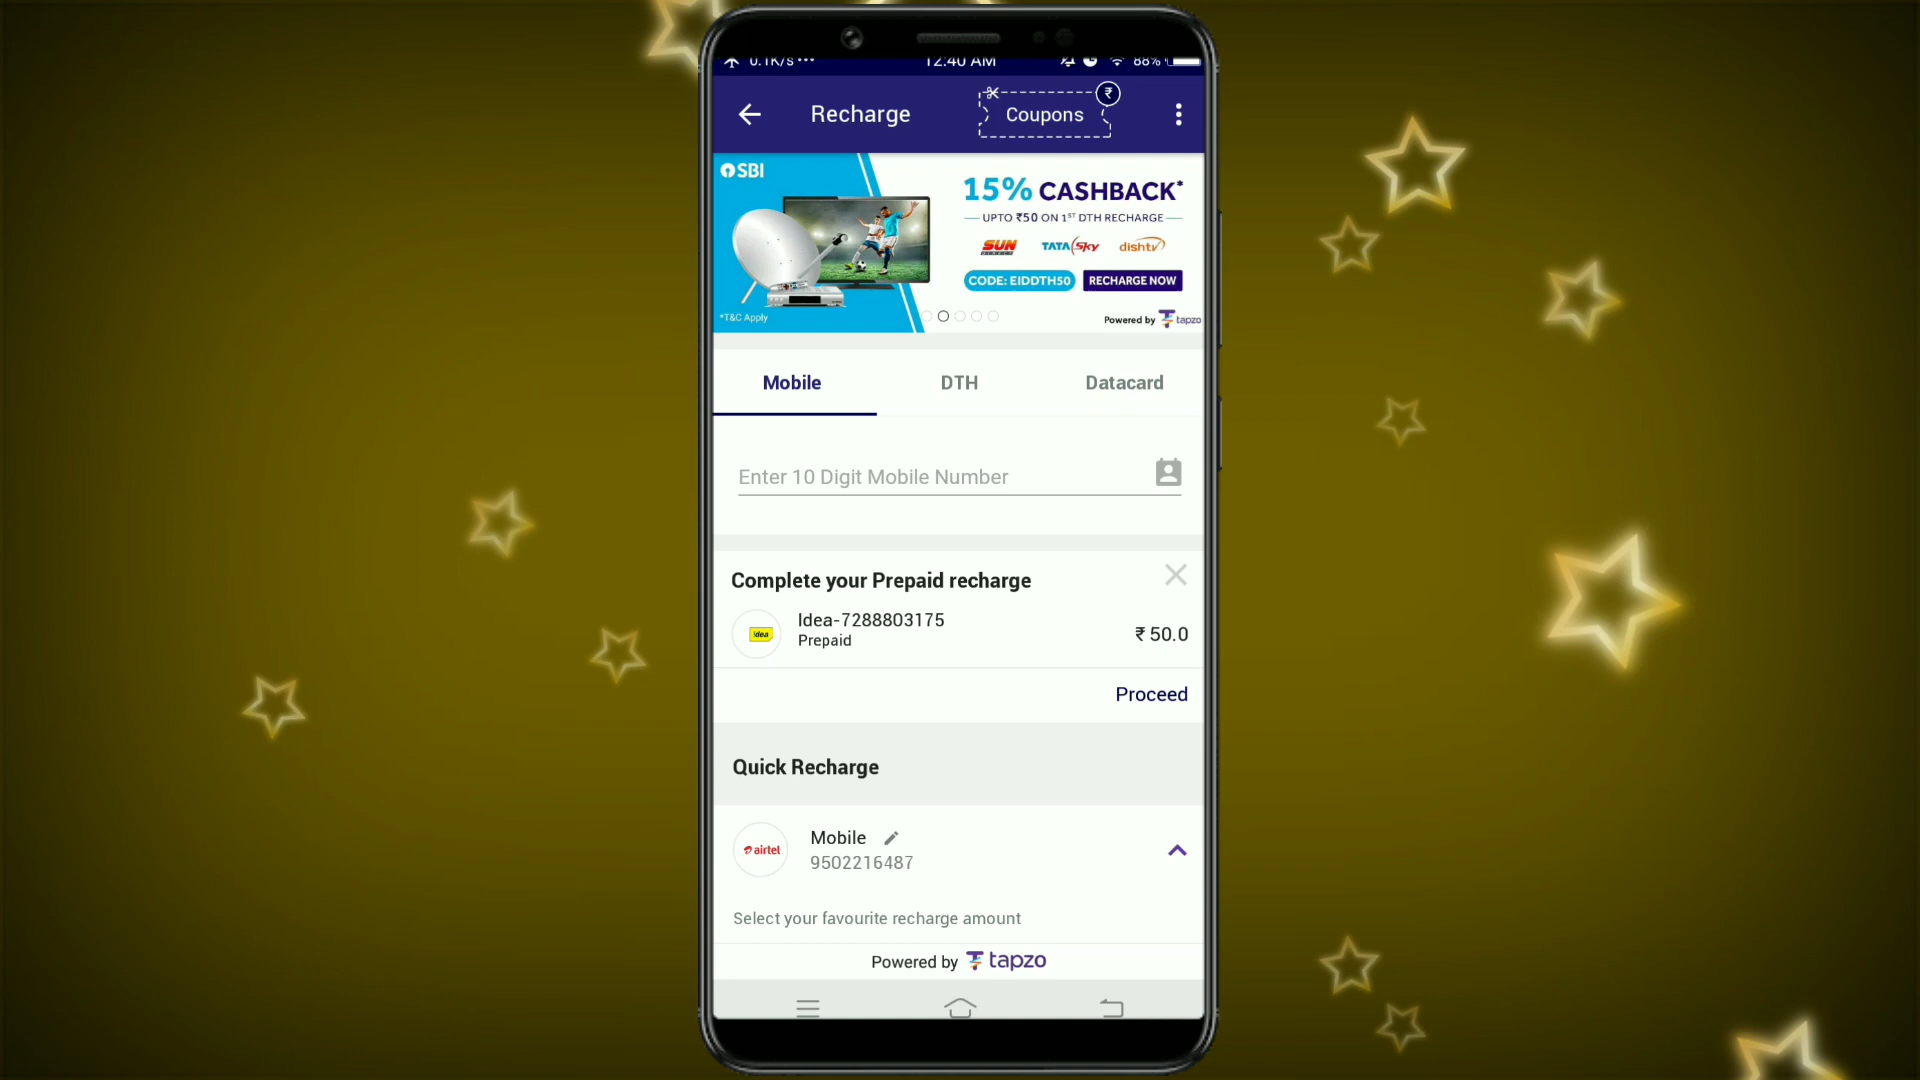 0.1K/s ... 12:40 AM 88%
Recharge Coupons ₹
SBI
15% CASHBACK*
UPTO ₹50 ON 1ST DTH RECHARGE
SUN DIRECT TATA Sky dishtv
CODE: EIDDTH50 RECHARGE NOW
*T&C Apply
Powered by tapzo
Mobile DTH Datacard
Enter 10 Digit Mobile Number
Complete your Prepaid recharge
idea
Idea-7288803175
Prepaid
₹ 50.0
Proceed
Quick Recharge
airtel
Mobile
9502216487
Select your favourite recharge amount
Powered by tapzo